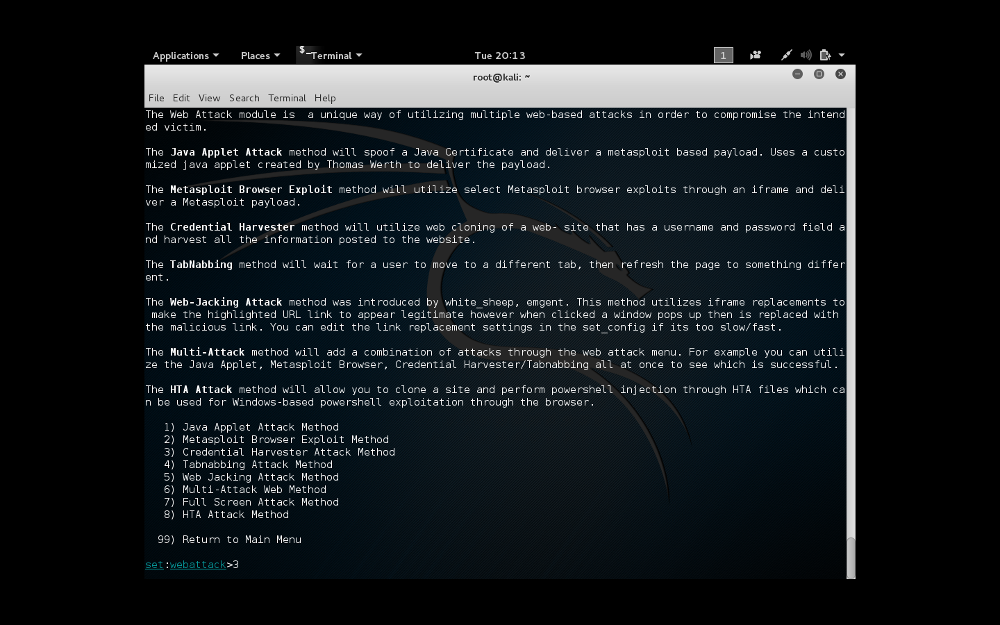 Applications Places $_ Terminal Tue 20:13 1
root@kali: ~
File Edit View Search Terminal Help
The Web Attack module is  a unique way of utilizing multiple web-based attacks in order to compromise the intend
ed victim.
The Java Applet Attack method will spoof a Java Certificate and deliver a metasploit based payload. Uses a custo
mized java applet created by Thomas Werth to deliver the payload.
The Metasploit Browser Exploit method will utilize select Metasploit browser exploits through an iframe and deli
ver a Metasploit payload.
The Credential Harvester method will utilize web cloning of a web- site that has a username and password field a
nd harvest all the information posted to the website.
The TabNabbing method will wait for a user to move to a different tab, then refresh the page to something differ
ent.
The Web-Jacking Attack method was introduced by white_sheep, emgent. This method utilizes iframe replacements to
 make the highlighted URL link to appear legitimate however when clicked a window pops up then is replaced with
the malicious link. You can edit the link replacement settings in the set_config if its too slow/fast.
The Multi-Attack method will add a combination of attacks through the web attack menu. For example you can utili
ze the Java Applet, Metasploit Browser, Credential Harvester/Tabnabbing all at once to see which is successful.
The HTA Attack method will allow you to clone a site and perform powershell injection through HTA files which ca
n be used for Windows-based powershell exploitation through the browser.
1) Java Applet Attack Method
2) Metasploit Browser Exploit Method
3) Credential Harvester Attack Method
4) Tabnabbing Attack Method
5) Web Jacking Attack Method
6) Multi-Attack Web Method
7) Full Screen Attack Method
8) HTA Attack Method
99) Return to Main Menu
set:webattack>3